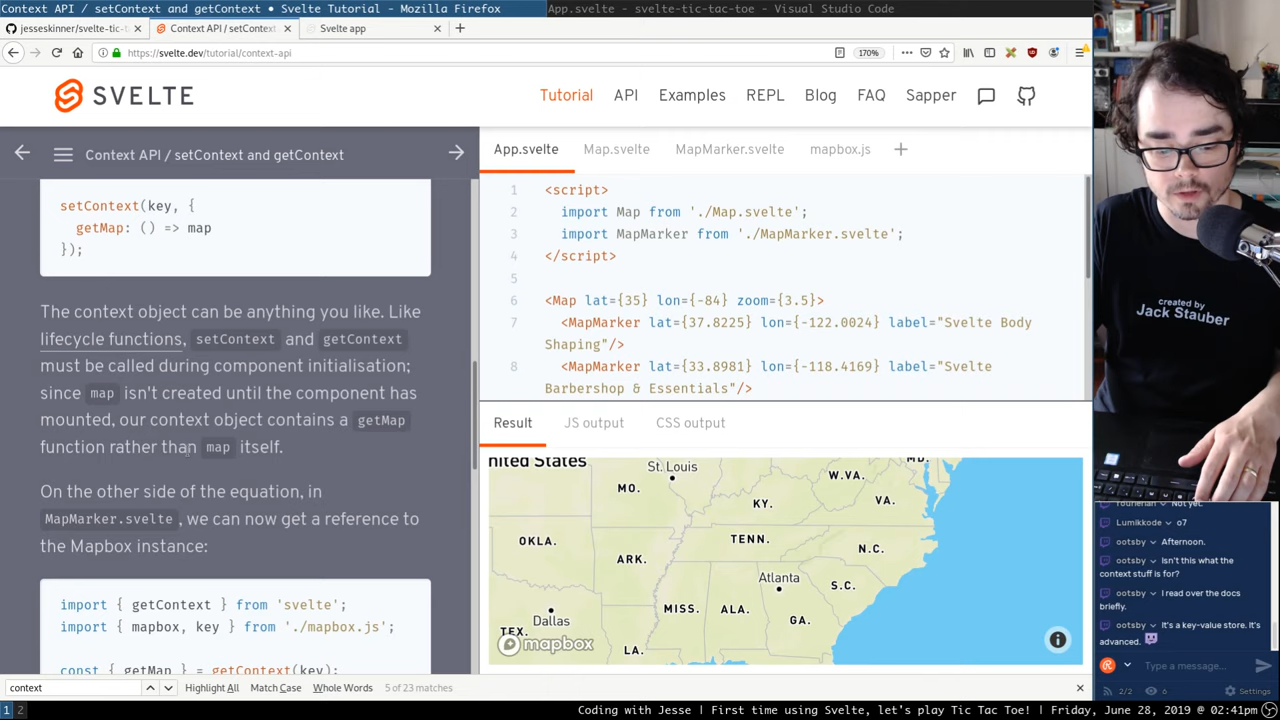 Context API / setContext and getContext • Svelte Tutorial - Mozilla Firefox
App.svelte - svelte-tic-tac-toe - Visual Studio Code
jesseskinner/svelte-tic-t
Context API / setContext
Svelte app
https://svelte.dev/tutorial/context-api
170%
SVELTE
Tutorial
API
Examples
REPL
Blog
FAQ
Sapper
Context API / setContext and getContext
setContext(key, {
getMap: () => map
});
The context object can be anything you like. Like
lifecycle functions, setContext and getContext
must be called during component initialisation;
since map isn't created until the component has
mounted, our context object contains a getMap
function rather than map itself.
On the other side of the equation, in
MapMarker.svelte, we can now get a reference to
the Mapbox instance:
import { getContext } from 'svelte';
import { mapbox, key } from './mapbox.js';
const { getMap } = getContext(key);
App.svelte
Map.svelte
MapMarker.svelte
mapbox.js
1 <script>
2 import Map from './Map.svelte';
3 import MapMarker from './MapMarker.svelte';
4 </script>
5
6 <Map lat={35} lon={-84} zoom={3.5}>
7 <MapMarker lat={37.8225} lon={-122.0024} label="Svelte Body
Shaping"/>
8 <MapMarker lat={33.8981} lon={-118.4169} label="Svelte
Barbershop & Essentials"/>
Result
JS output
CSS output
nited States
St. Louis
MD.
MO.
W.VA.
KY.
VA.
OKLA.
TENN.
N.C.
ARK.
Atlanta
S.C.
Dallas
MISS.
ALA.
GA.
TEX.
LA.
mapbox
created by
Jack Stauber
Not yet.
Lumikkode o7
ootsby Afternoon.
ootsby Isn't this what the
context stuff is for?
ootsby I read over the docs
briefly.
ootsby It's a key-value store. It's
advanced.
Type a message...
2/2
6
Settings
context
Highlight All
Match Case
Whole Words
5 of 23 matches
1 2
Coding with Jesse | First time using Svelte, let's play Tic Tac Toe! | Friday, June 28, 2019 @ 02:41pm